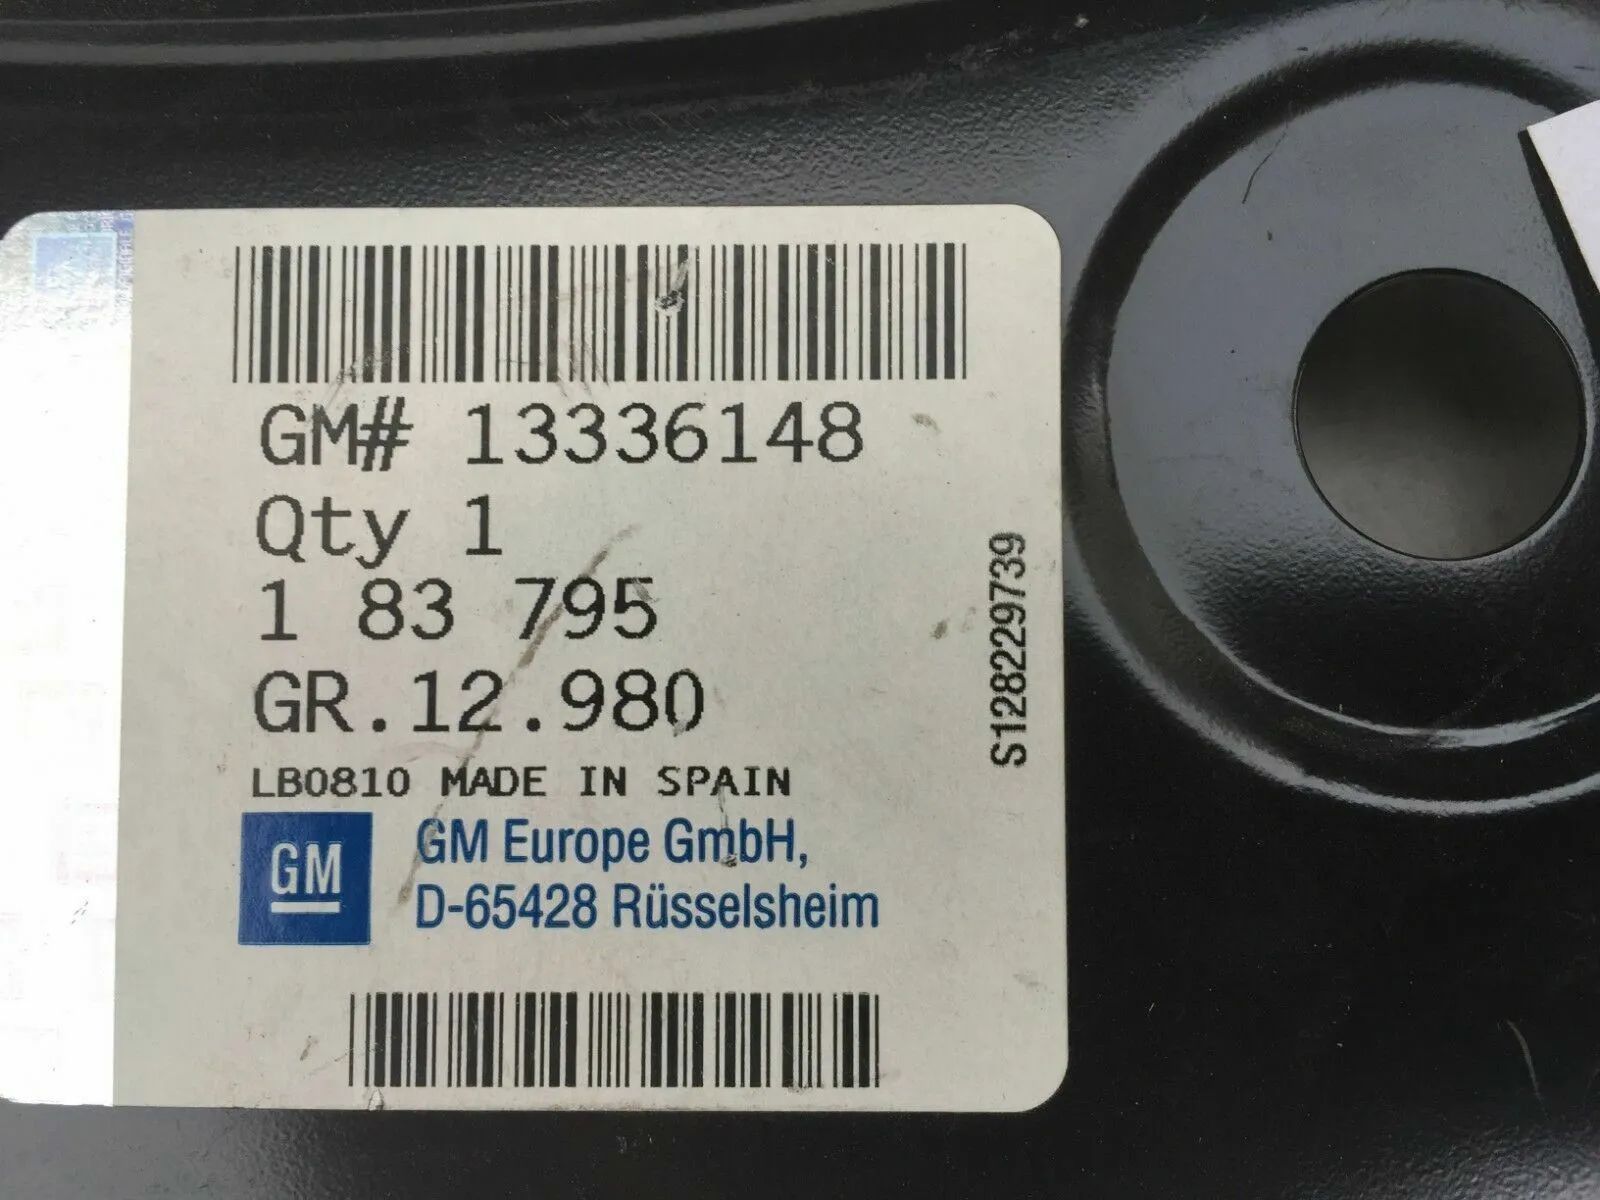 GM# 13336148
Qty 1
1 83 795
GR.12.980
LB0810 MADE IN SPAIN
GM
GM Europe GmbH,
D-65428 Rüsselsheim
S128229739